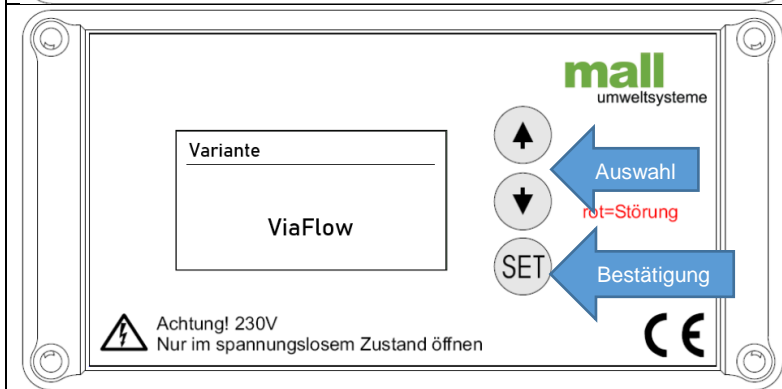 mall
umweltsysteme
Variante
ViaFlow
Auswahl
rot=Störung
SET
Bestätigung
Achtung! 230V
Nur im spannungslosem Zustand öffnen
CE